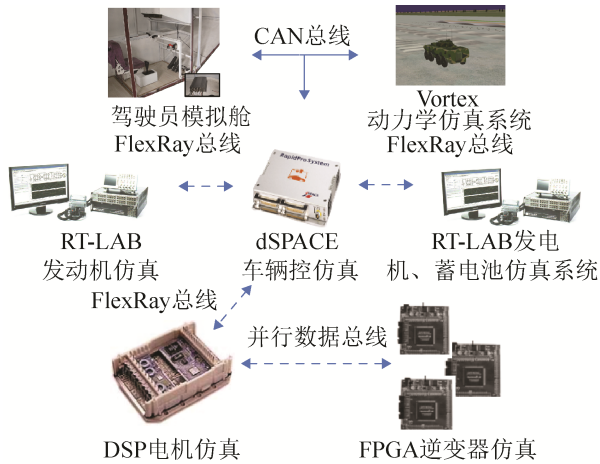 CAN总线
驾驶员模拟舱
Vortex
动力学仿真系统
FlexRay总线
FlexRay总线
RapidPro System
RT-LAB
发动机仿真
dSPACE
车辆控仿真
RT-LAB发电
机、蓄电池仿真系统
FlexRay总线
并行数据总线
DSP电机仿真
FPGA逆变器仿真